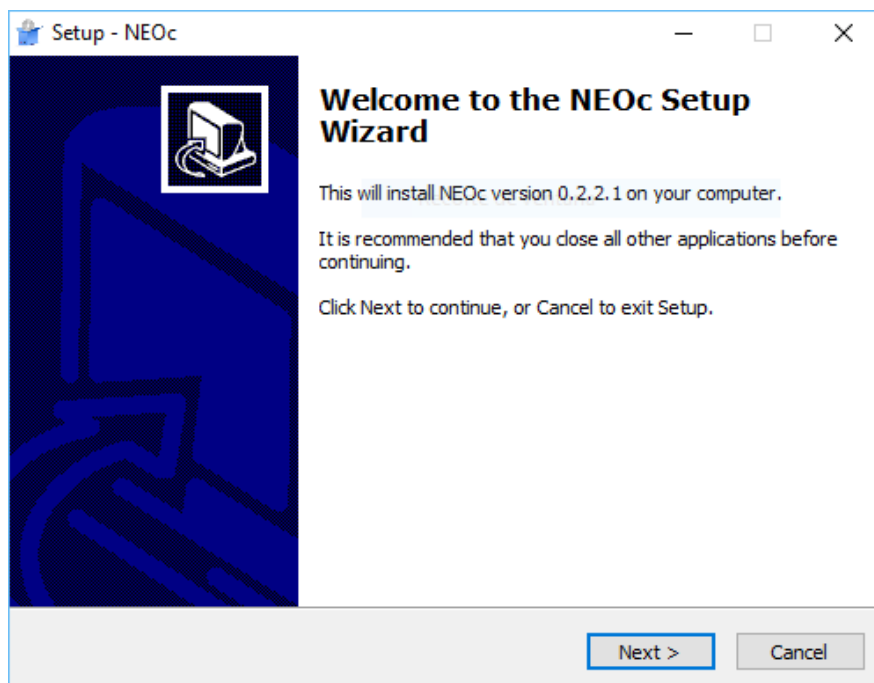 Setup - NEOc
Welcome to the NEOc Setup
Wizard
This will install NEOc version 0.2.2.1 on your computer.
It is recommended that you close all other applications before
continuing.
Click Next to continue, or Cancel to exit Setup.
Next >
Cancel